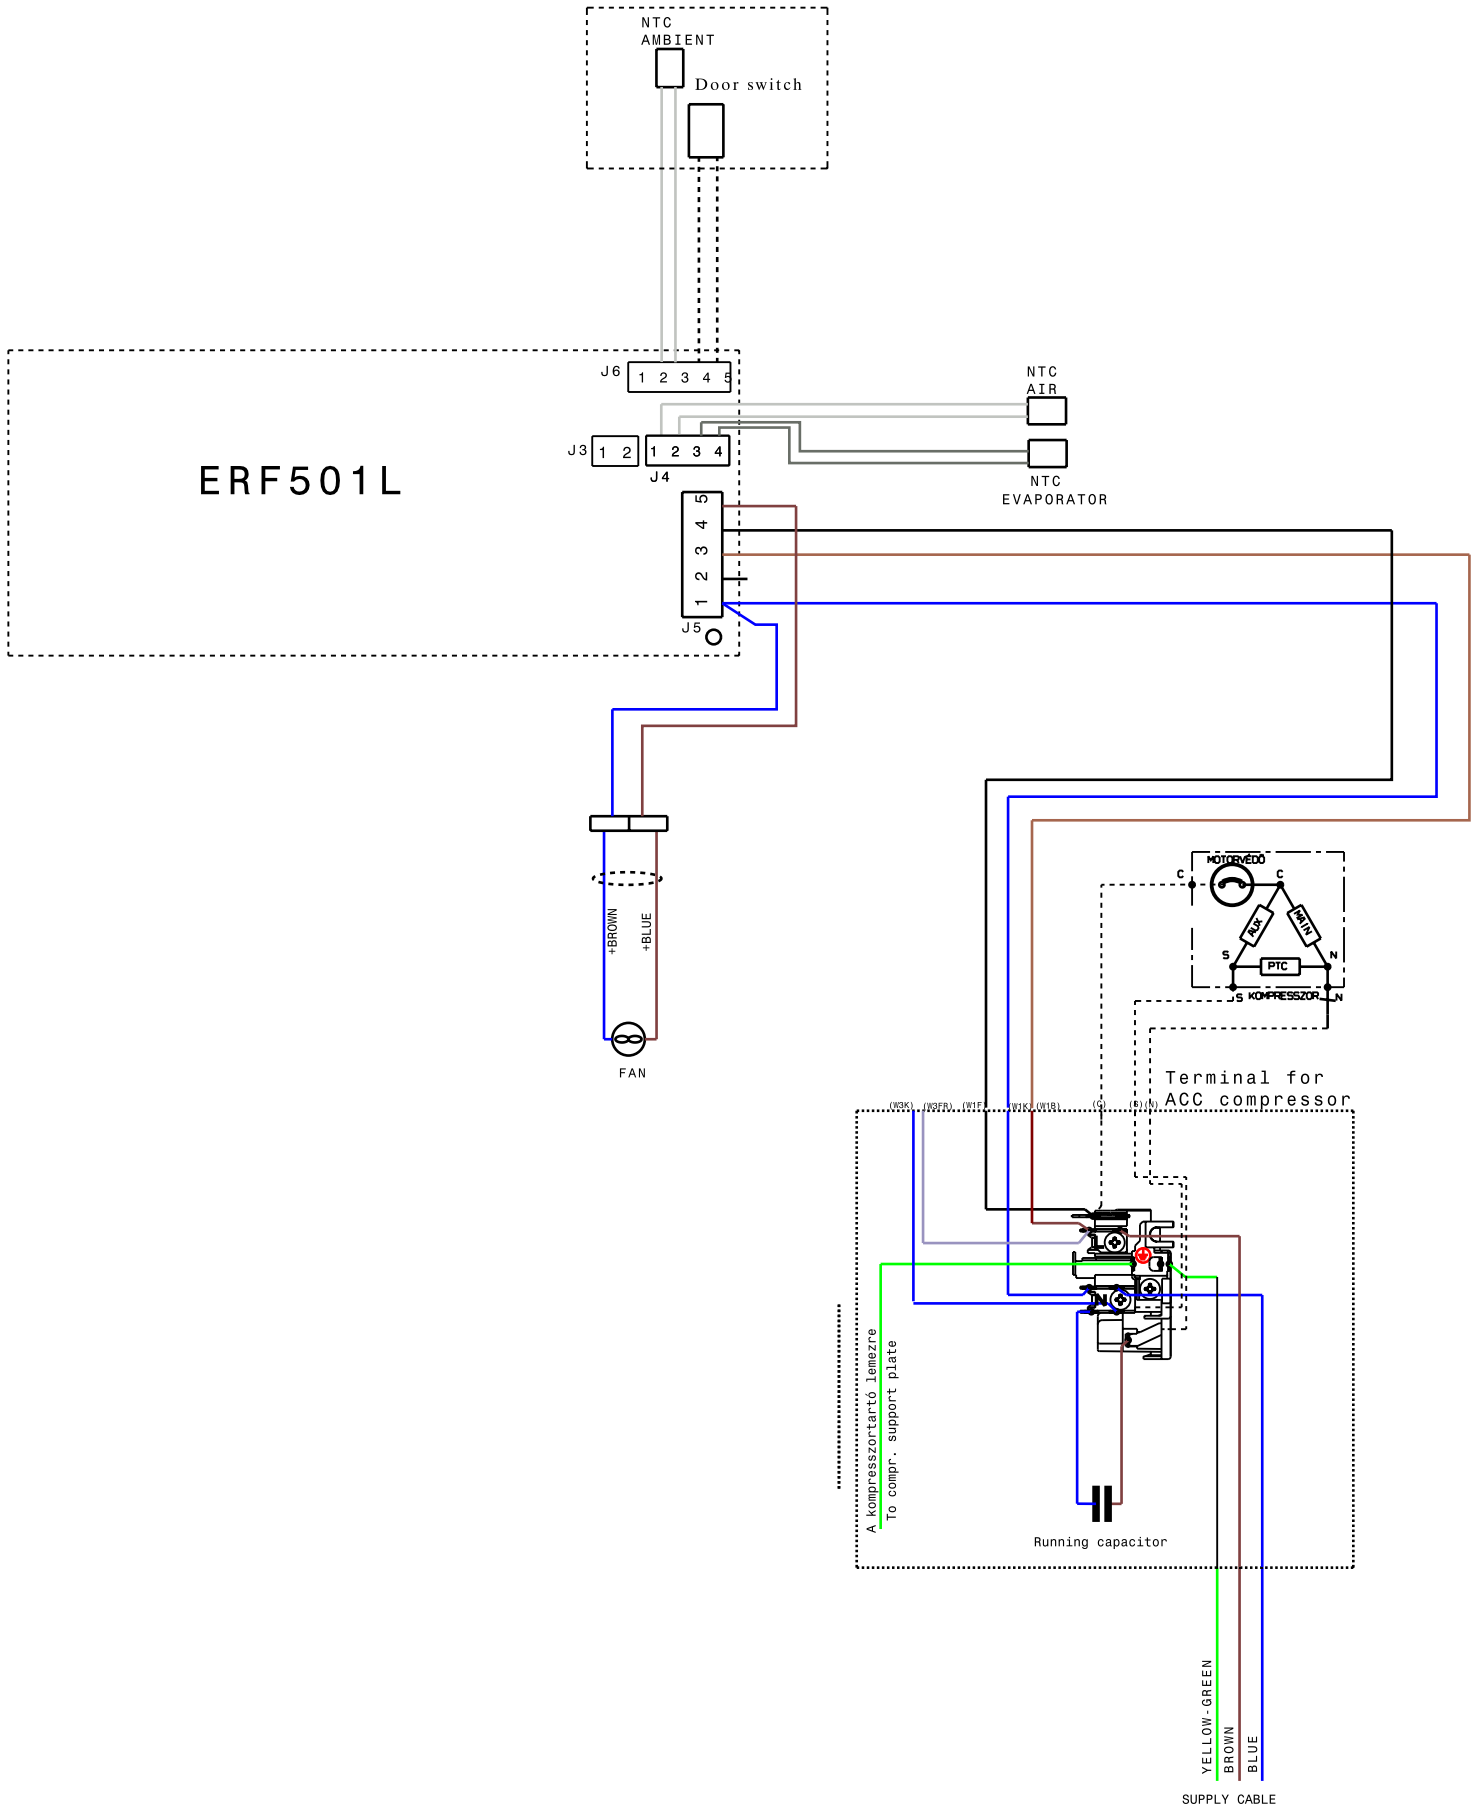 NTC
AMBIENT
Door switch
J6
1 2 3 4 5
NTC
AIR
J3
1 2
1 2 3 4
J4
NTC
EVAPORATOR
ERF501L
5
4
3
2
1
J5
+BROWN
+BLUE
FAN
MOTORVÉDŐ
C
C
AUX
MAIN
S
N
PTC
S
KOMPRESSZOR
N
Terminal for
ACC compressor
(W3K) (W3FR) (W1F) (W1K) (W1B) (C) (S) (N)
N
A kompresszortartó lemezre
To compr. support plate
Running capacitor
YELLOW-GREEN
BROWN
BLUE
SUPPLY CABLE